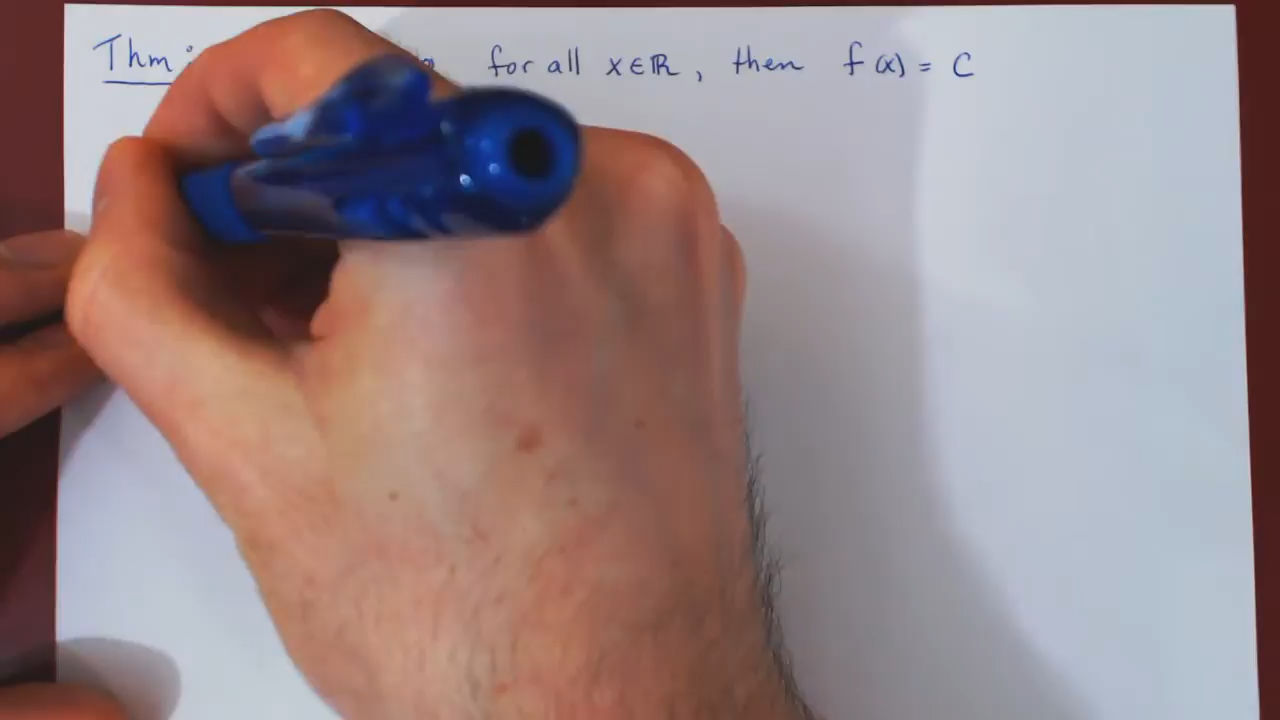 Thm: for all x∈ℝ, then f(x) = C